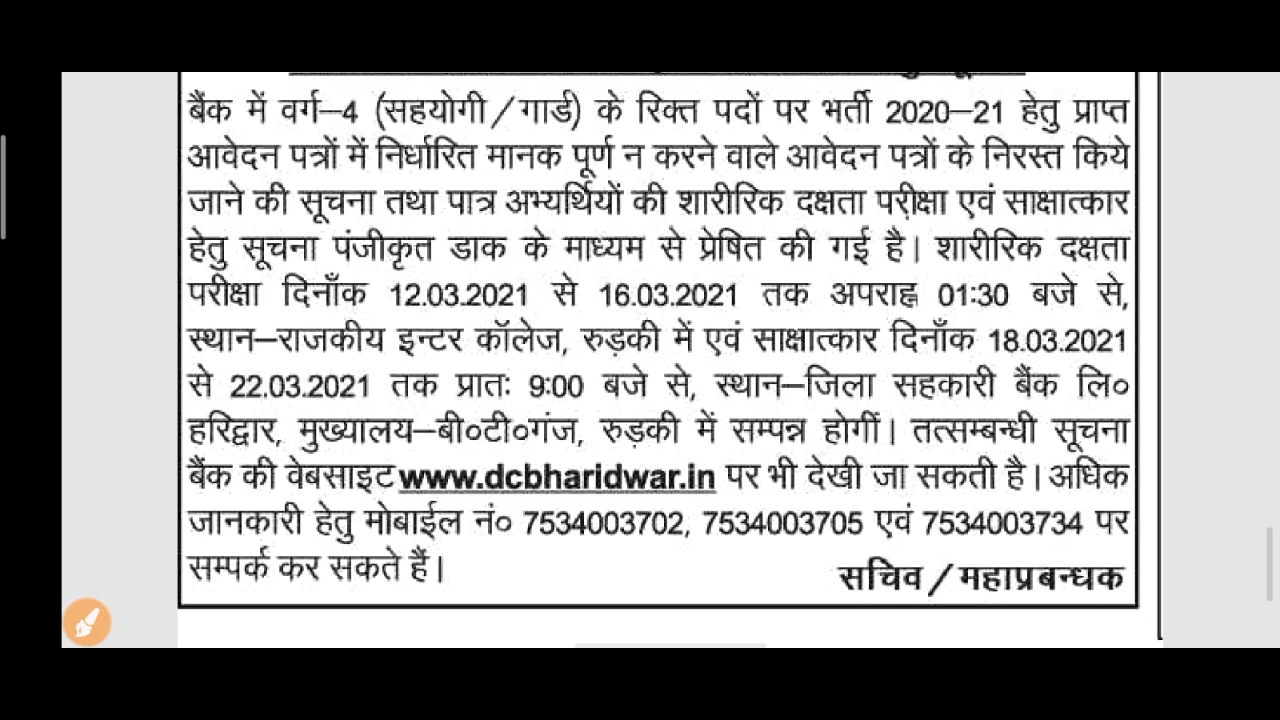 बैंक में वर्ग–4 (सहयोगी/गार्ड) के रिक्त पदों पर भर्ती 2020–21 हेतु प्राप्त
आवेदन पत्रों में निर्धारित मानक पूर्ण न करने वाले आवेदन पत्रों के निरस्त किये
जाने की सूचना तथा पात्र अभ्यर्थियों की शारीरिक दक्षता परीक्षा एवं साक्षात्कार
हेतु सूचना पंजीकृत डाक के माध्यम से प्रेषित की गई है। शारीरिक दक्षता
परीक्षा दिनाँक 12.03.2021 से 16.03.2021 तक अपराह्न 01:30 बजे से,
स्थान–राजकीय इन्टर कॉलेज, रुड़की में एवं साक्षात्कार दिनाँक 18.03.2021
से 22.03.2021 तक प्रातः 9:00 बजे से, स्थान–जिला सहकारी बैंक लि०
हरिद्वार, मुख्यालय–बी०टी०गंज, रुड़की में सम्पन्न होगीं। तत्सम्बन्धी सूचना
बैंक की वेबसाइट www.dcbharidwar.in पर भी देखी जा सकती है। अधिक
जानकारी हेतु मोबाईल नं० 7534003702, 7534003705 एवं 7534003734 पर
सम्पर्क कर सकते हैं।
सचिव/महाप्रबन्धक